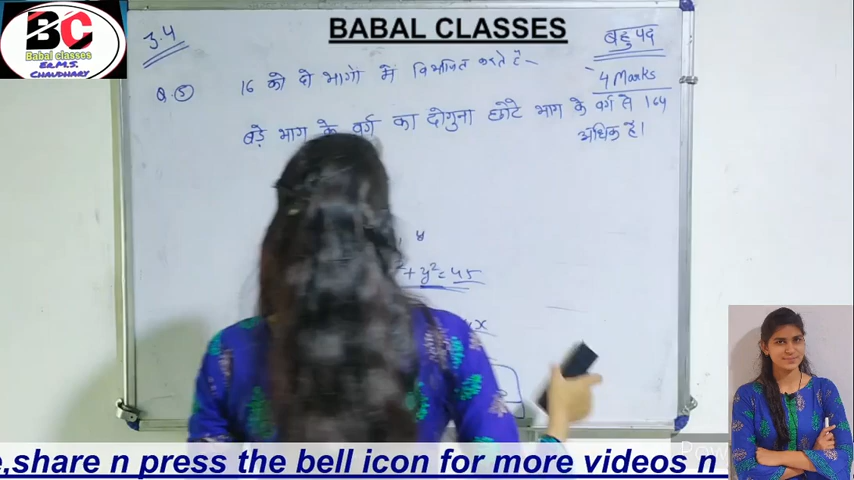 BC
Babal classes
Er.M.S.
CHAUDHARY
BABAL CLASSES
3.4
बहुपद
Q. 5
16 को दो भागों में विभाजित करते हैं -
4 Marks
बड़े भाग के वर्ग का दोगुना छोटे भाग के वर्ग से 164
अधिक है।
+ y² = 45
x
e,share n press the bell icon for more videos n